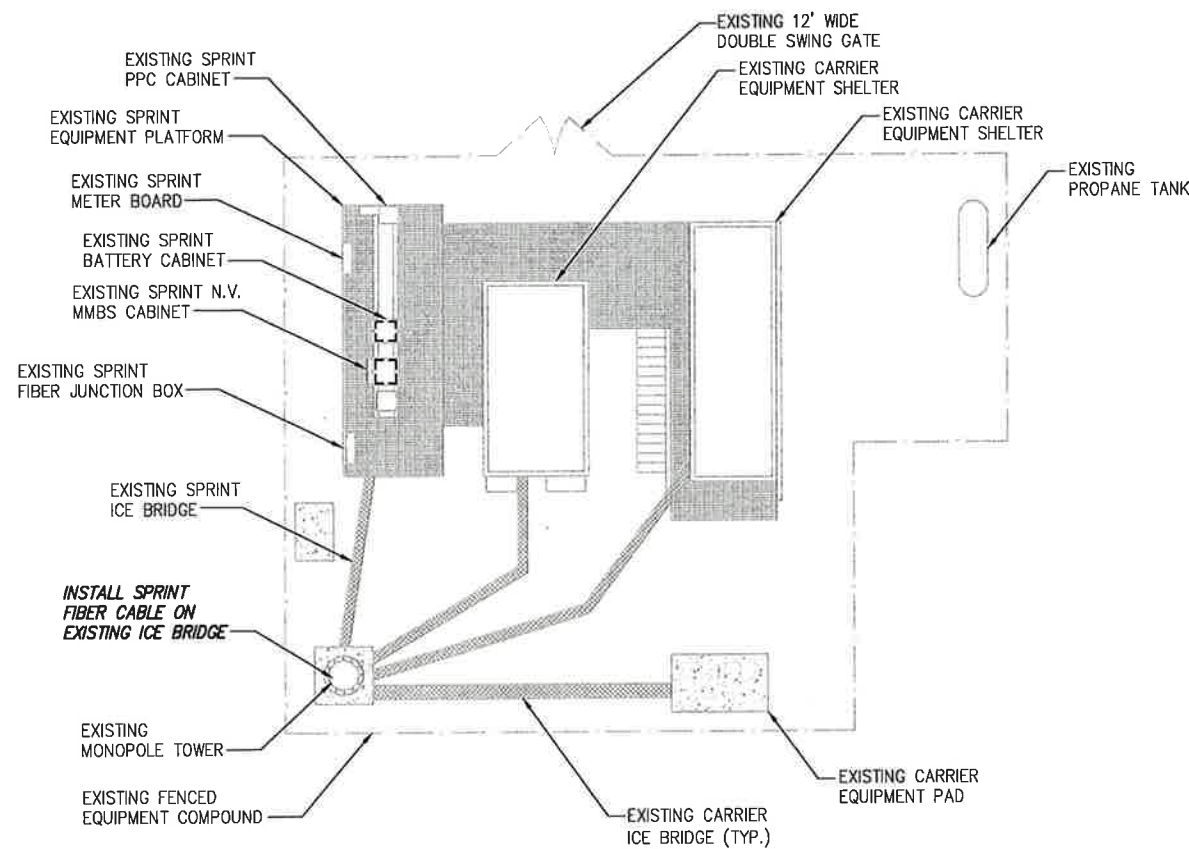 EXISTING 12' WIDE
DOUBLE SWING GATE
EXISTING SPRINT
PPC CABINET
EXISTING CARRIER
EQUIPMENT SHELTER
EXISTING SPRINT
EQUIPMENT PLATFORM
EXISTING CARRIER
EQUIPMENT SHELTER
EXISTING
PROPANE TANK
EXISTING SPRINT
METER BOARD
EXISTING SPRINT
BATTERY CABINET
EXISTING SPRINT N.V.
MMBS CABINET
EXISTING SPRINT
FIBER JUNCTION BOX
EXISTING SPRINT
ICE BRIDGE
INSTALL SPRINT
FIBER CABLE ON
EXISTING ICE BRIDGE
EXISTING
MONOPOLE TOWER
EXISTING FENCED
EQUIPMENT COMPOUND
EXISTING CARRIER
ICE BRIDGE (TYP.)
EXISTING CARRIER
EQUIPMENT PAD